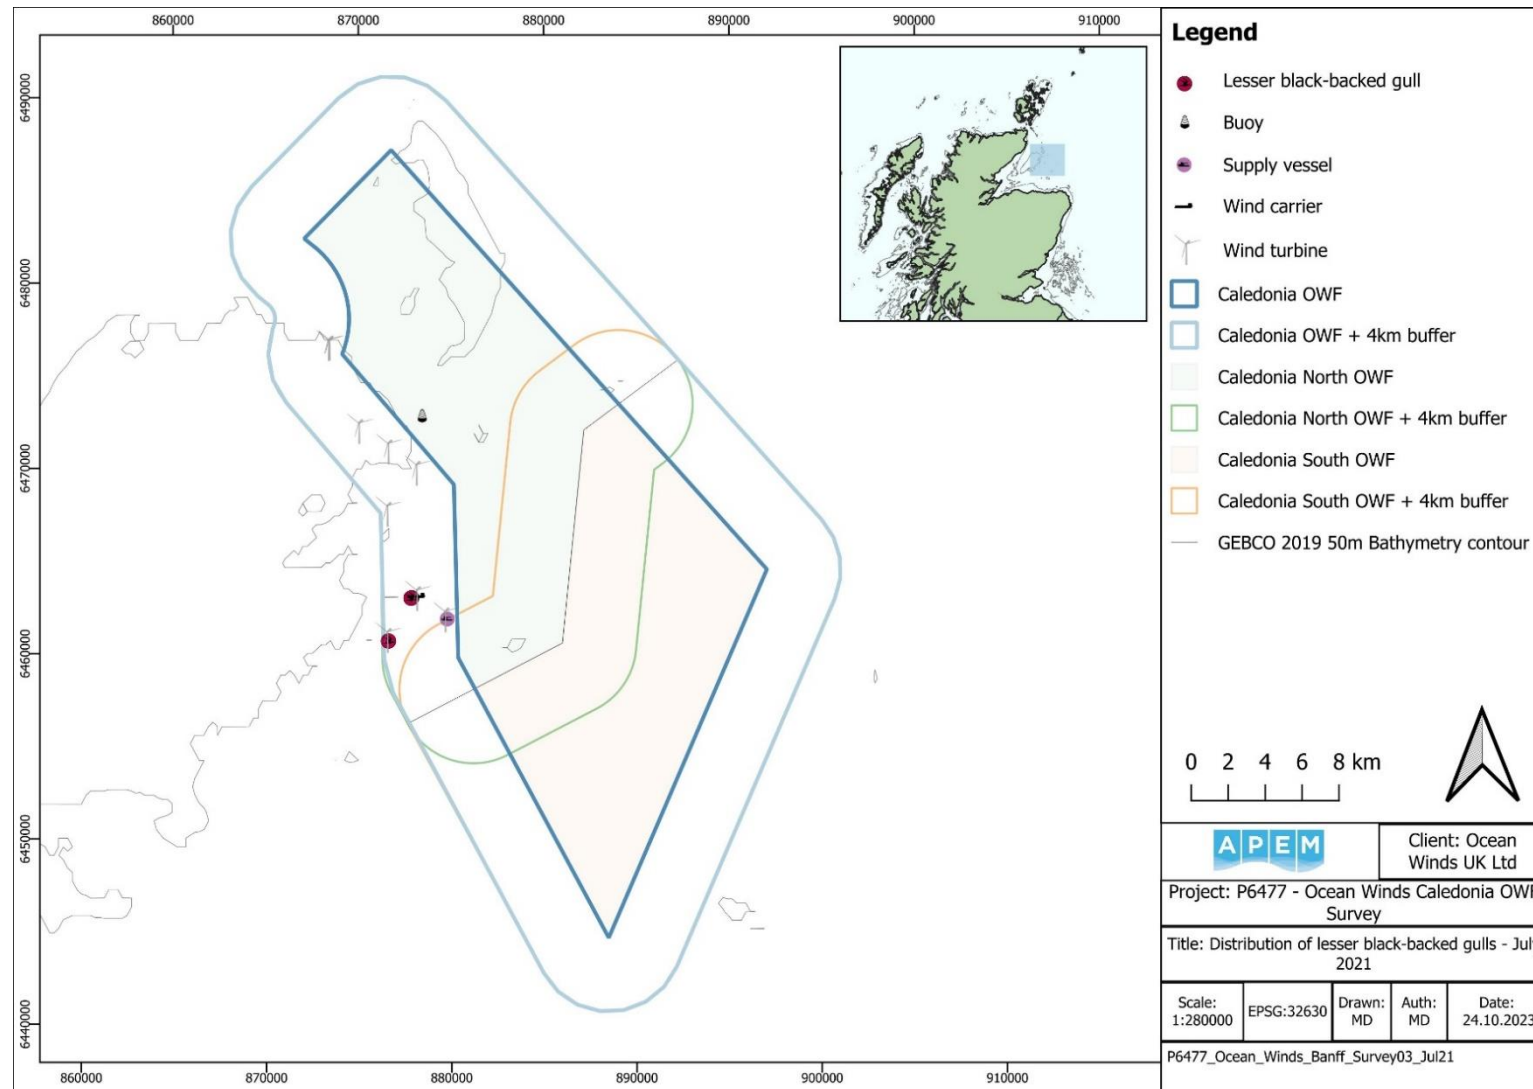 860000 870000 880000 890000 900000 910000
6490000
6480000
6470000
6460000
6450000
6440000
860000 870000 880000 890000 900000 910000
Legend
Lesser black-backed gull
Buoy
Supply vessel
Wind carrier
Wind turbine
Caledonia OWF
Caledonia OWF + 4km buffer
Caledonia North OWF
Caledonia North OWF + 4km buffer
Caledonia South OWF
Caledonia South OWF + 4km buffer
GEBCO 2019 50m Bathymetry contour
0 2 4 6 8 km
APEM
Client: Ocean
Winds UK Ltd
Project: P6477 - Ocean Winds Caledonia OWF
Survey
Title: Distribution of lesser black-backed gulls - July
2021
Scale:
1:280000
EPSG:32630
Drawn:
MD
Auth:
MD
Date:
24.10.2023
P6477_Ocean_Winds_Banff_Survey03_Jul21